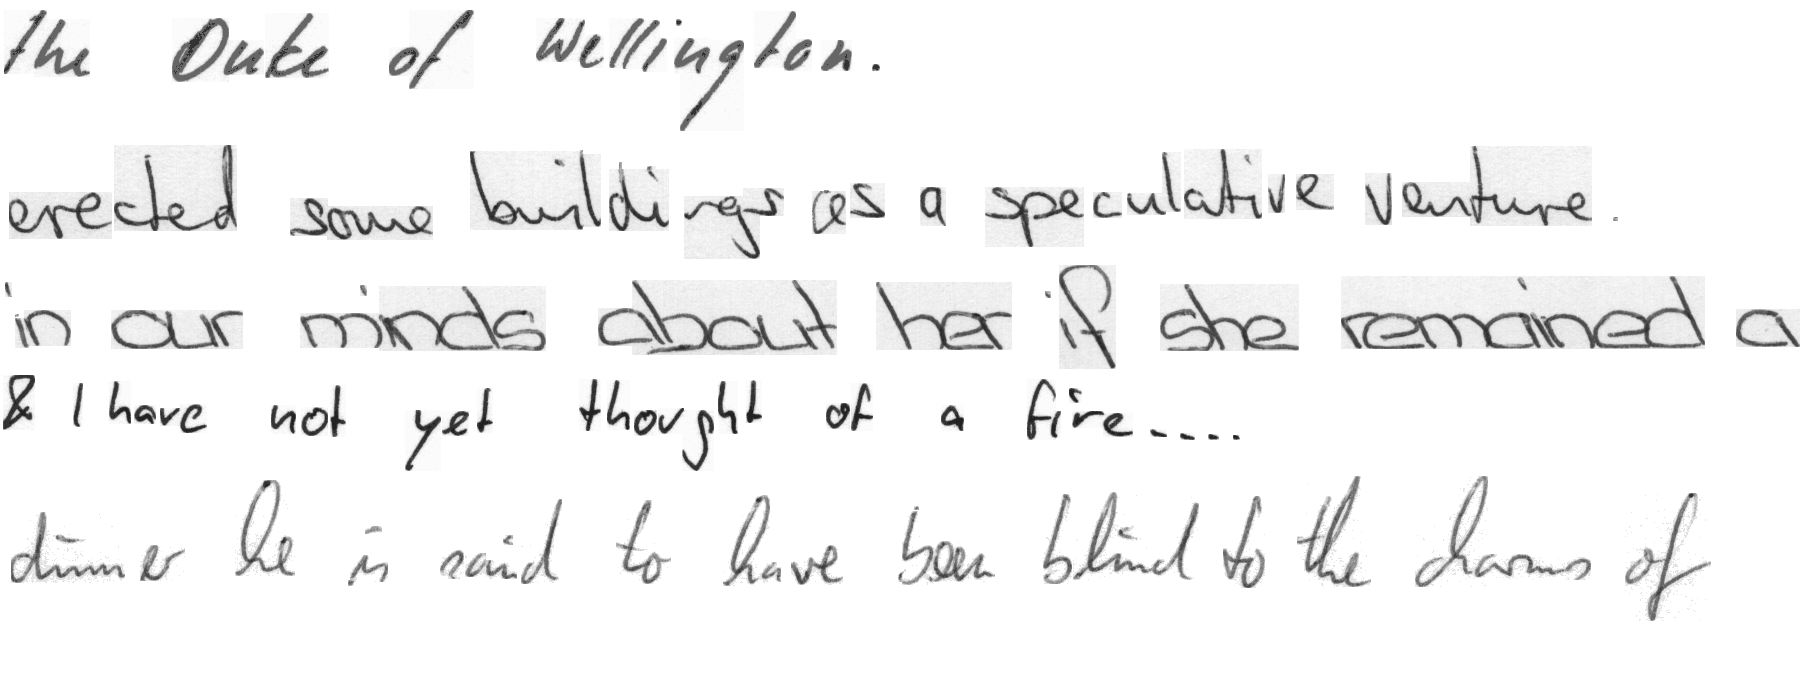 the Duke of Wellington.
erected some buildings as a speculative venture.
in our minds about her if she remained a
& I have not yet thought of a fire.....
dinner he is said to have been blind to the charms of